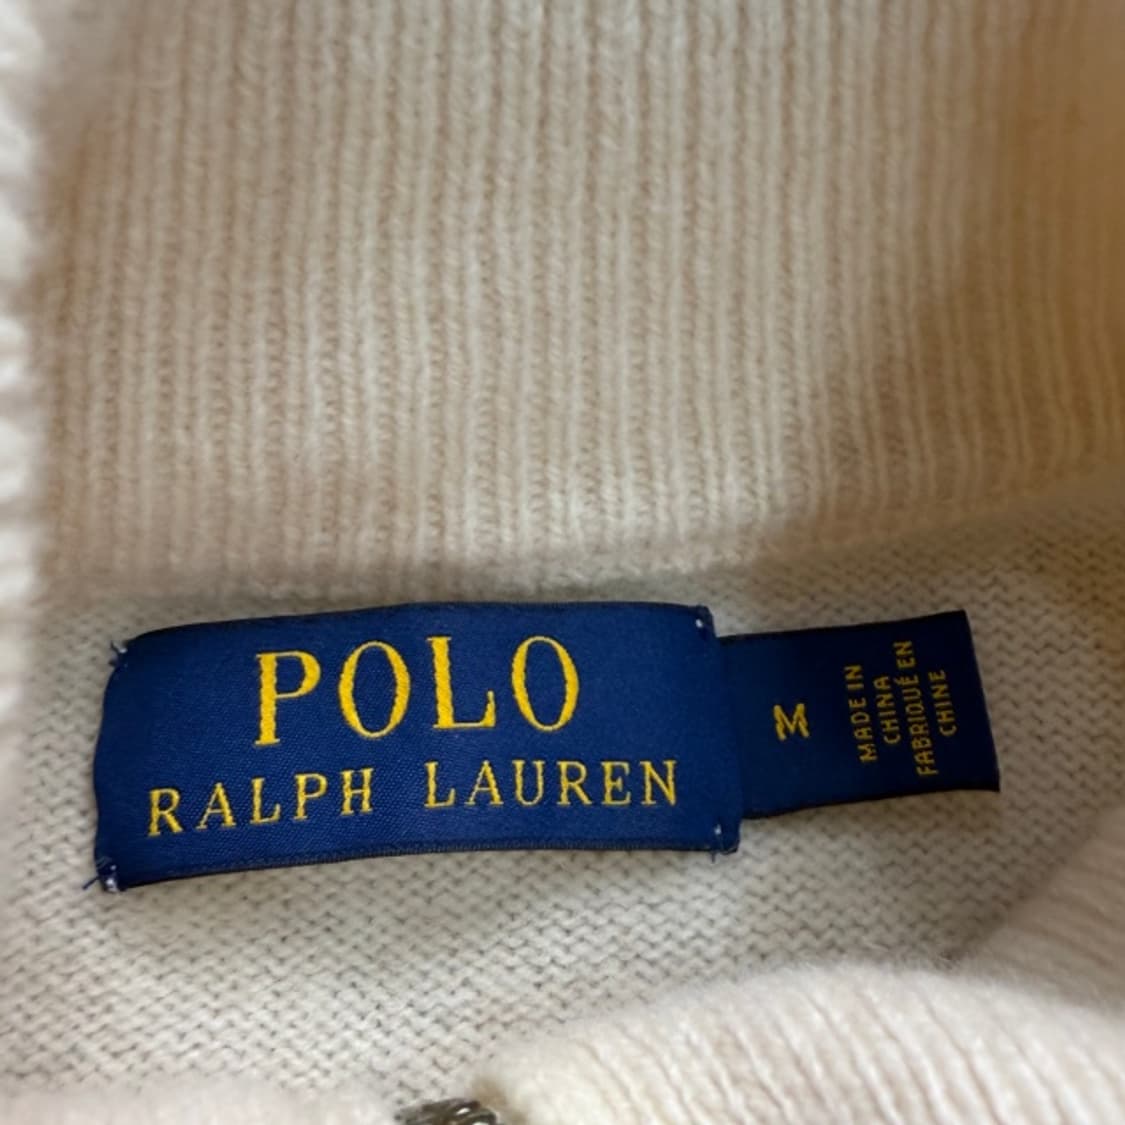 POLO
RALPH LAUREN
M
MADE IN
CHINA
FABRIQUÉ EN
CHINE